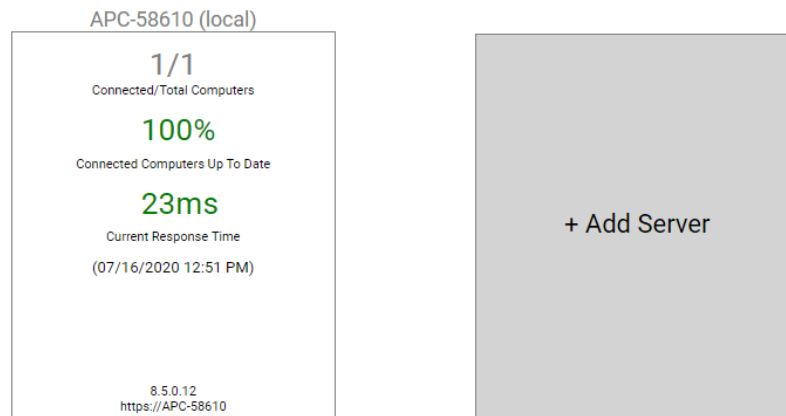 APC-58610 (local)
1/1
Connected/Total Computers
100%
Connected Computers Up To Date
23ms
Current Response Time
(07/16/2020 12:51 PM)
8.5.0.12
https://APC-58610
+ Add Server